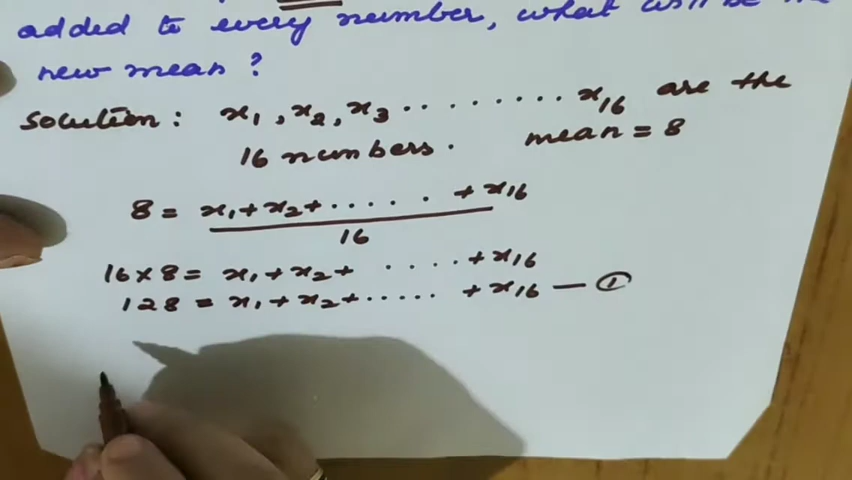 added to every number, what will be the
new mean ?
Solution : x₁, x₂, x₃ .......... x₁₆ are the
16 numbers. mean = 8
8 = x₁+x₂+ ...... + x₁₆
16
16×8 = x₁+x₂+ ..... +x₁₆
128 = x₁+x₂+..... +x₁₆ — ①